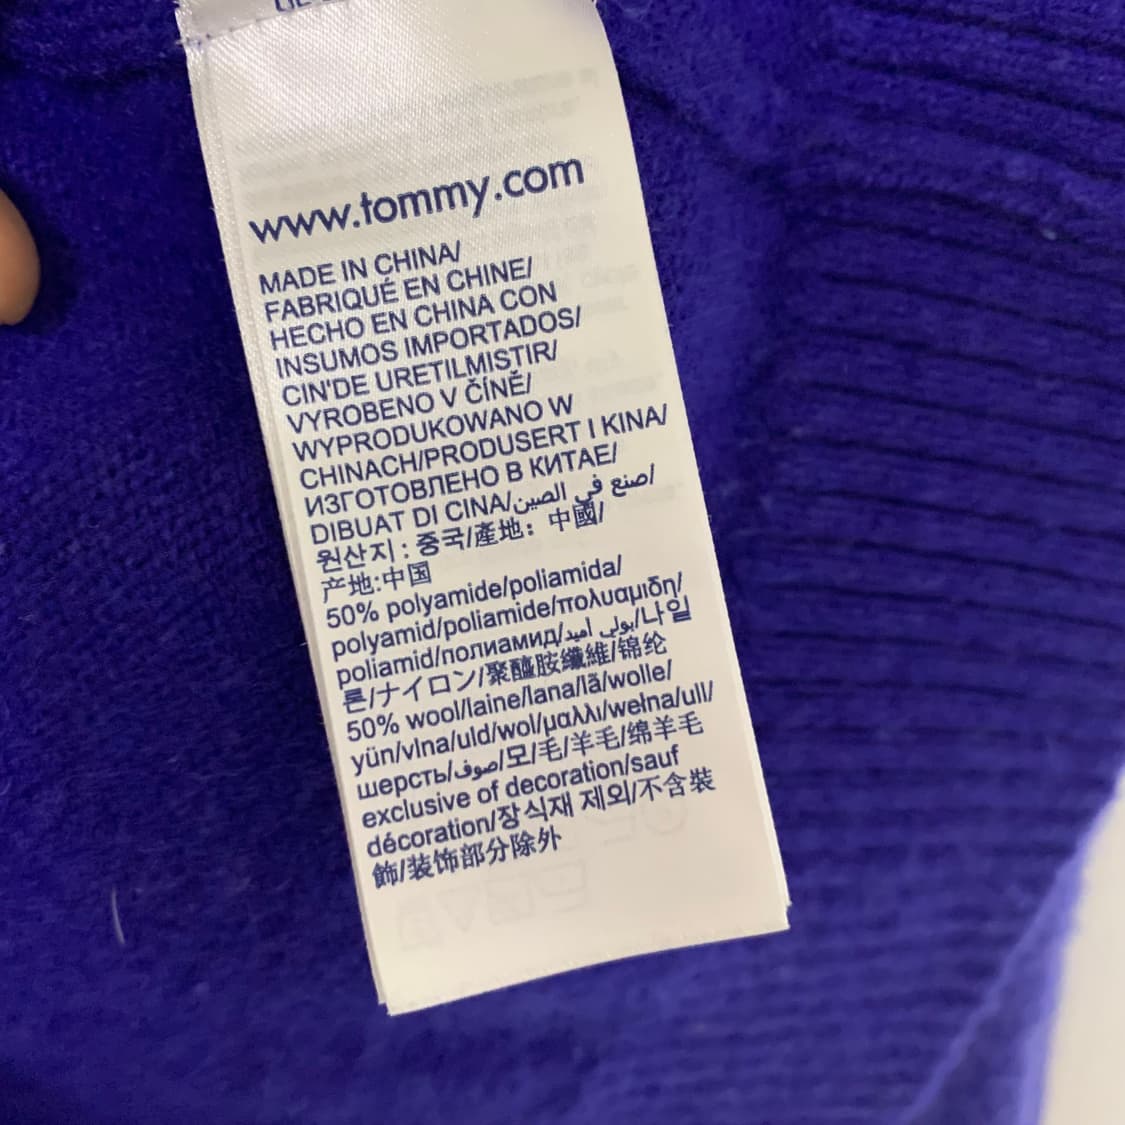 www.tommy.com
MADE IN CHINA/
FABRIQUÉ EN CHINE/
HECHO EN CHINA CON
INSUMOS IMPORTADOS/
CIN'DE URETILMISTIR/
VYROBENO V ČÍNĚ/
WYPRODUKOWANO W
CHINACH/PRODUSERT I KINA/
ИЗГОТОВЛЕНО В КИТАЕ/
DIBUAT DI CINA/صنع في الصين/
원산지 : 중국/產地：中國/
产地:中国
50% polyamide/poliamida/
polyamid/poliamide/πολυαμιδη/
poliamid/полиамид/بولي اميد/나일
론/ナイロン/聚醯胺纖維/锦纶
50% wool/laine/lana/lã/wolle/
yün/vlna/uld/wol/μαλλι/wełna/ull/
шерсть/صوف/모/毛/羊毛/绵羊毛
exclusive of decoration/sauf
décoration/장식재 제외/不含裝
飾/装饰部分除外